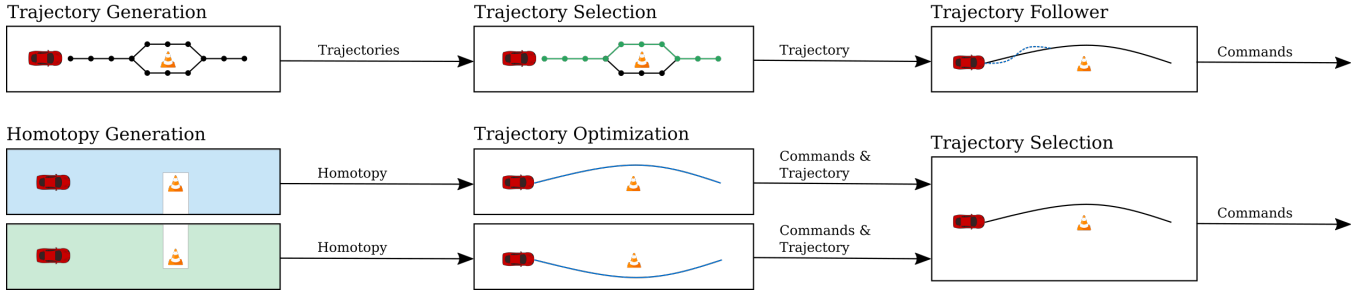 Trajectory Generation
Trajectories
Trajectory Selection
Trajectory
Trajectory Follower
Commands
Homotopy Generation
Homotopy
Homotopy
Trajectory Optimization
Commands &
Trajectory
Commands &
Trajectory
Trajectory Selection
Commands